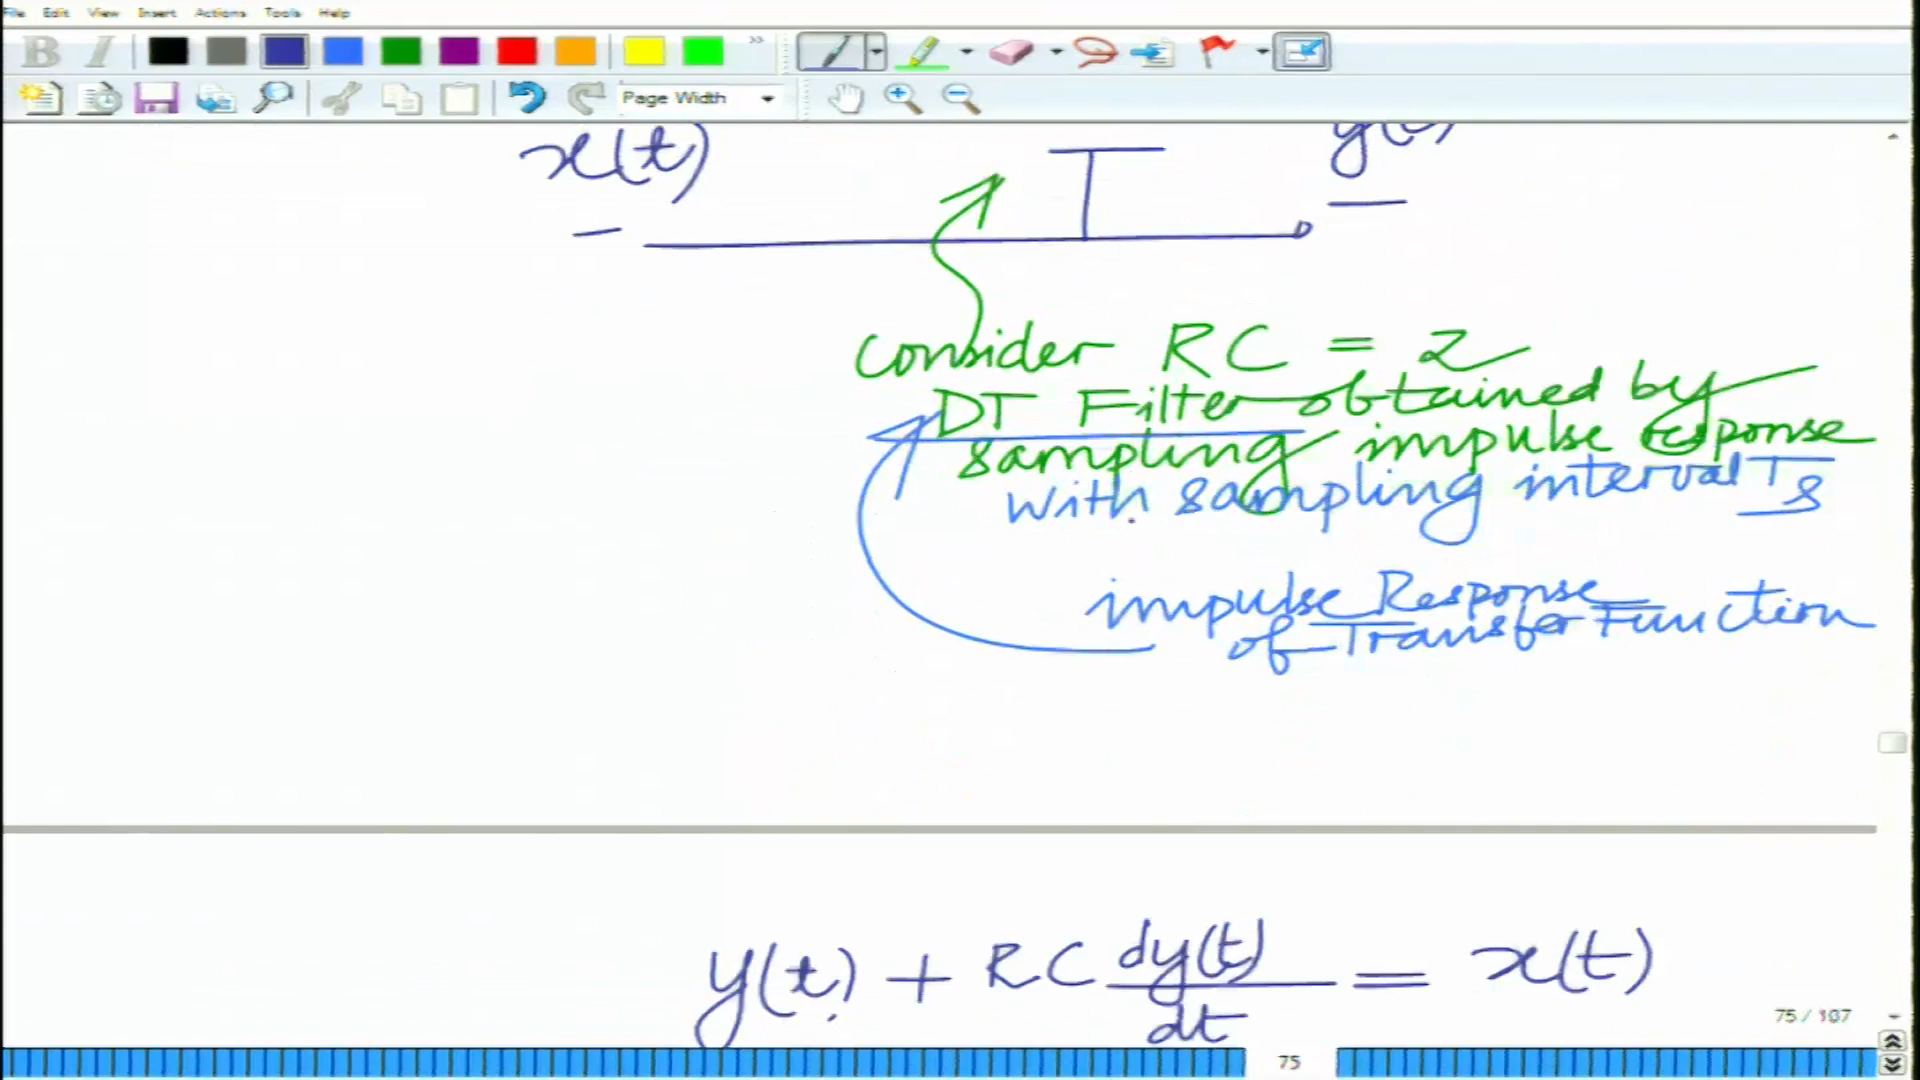 File Edit View Insert Actions Tools Help
B I
Page Width
x(t)
y(t)
consider RC = 2
DT Filter obtained by
sampling impulse response
with sampling interval Ts
impulse Response
of Transfer Function
y(t) + RC dy(t)/dt = x(t)
75 / 107
75